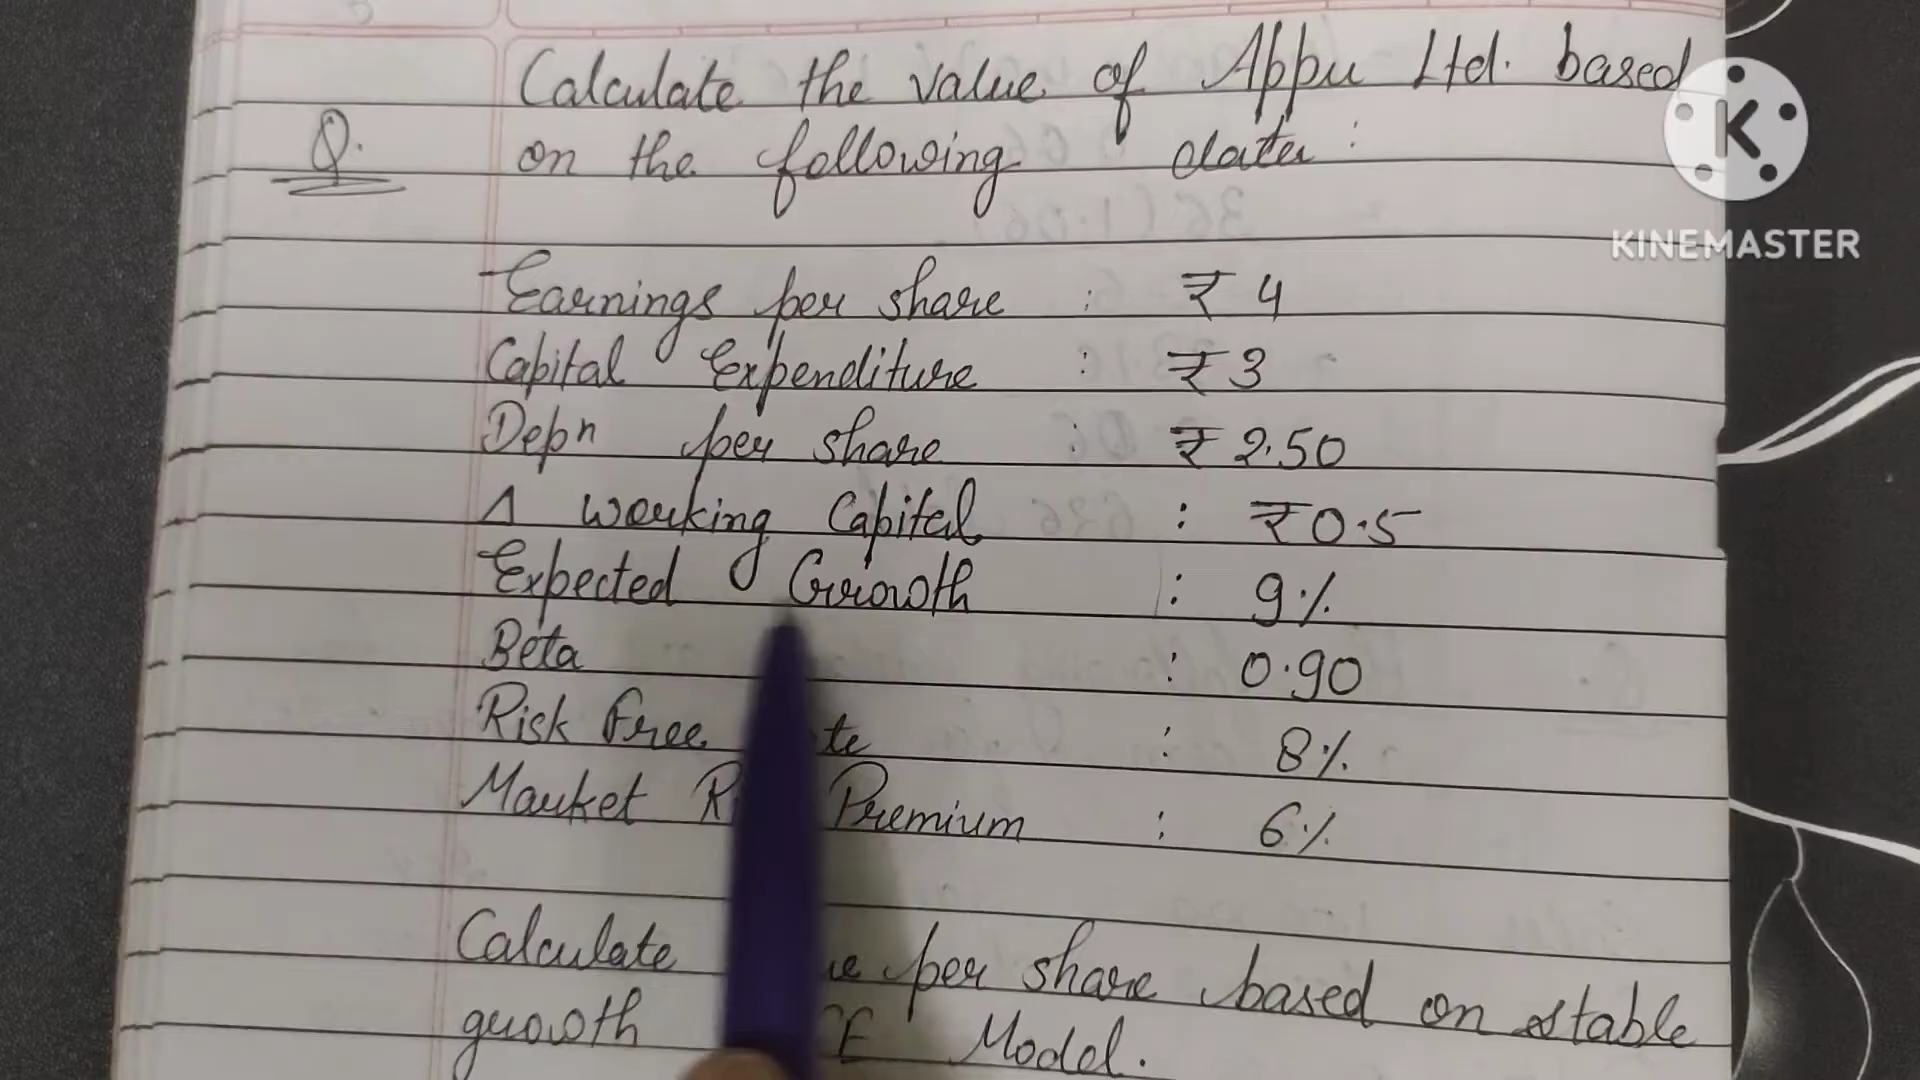 Calculate the value of Appu Ltd. based
Q. on the following data :
K
KINEMASTER
Earnings per share : ₹ 4
Capital Expenditure : ₹ 3
Depn per share : ₹ 2.50
Δ working Capital : ₹0.5
Expected Growth : 9%
Beta : 0.90
Risk Free : 8%
Market Premium : 6%
Calculate per share based on stable
growth Model.